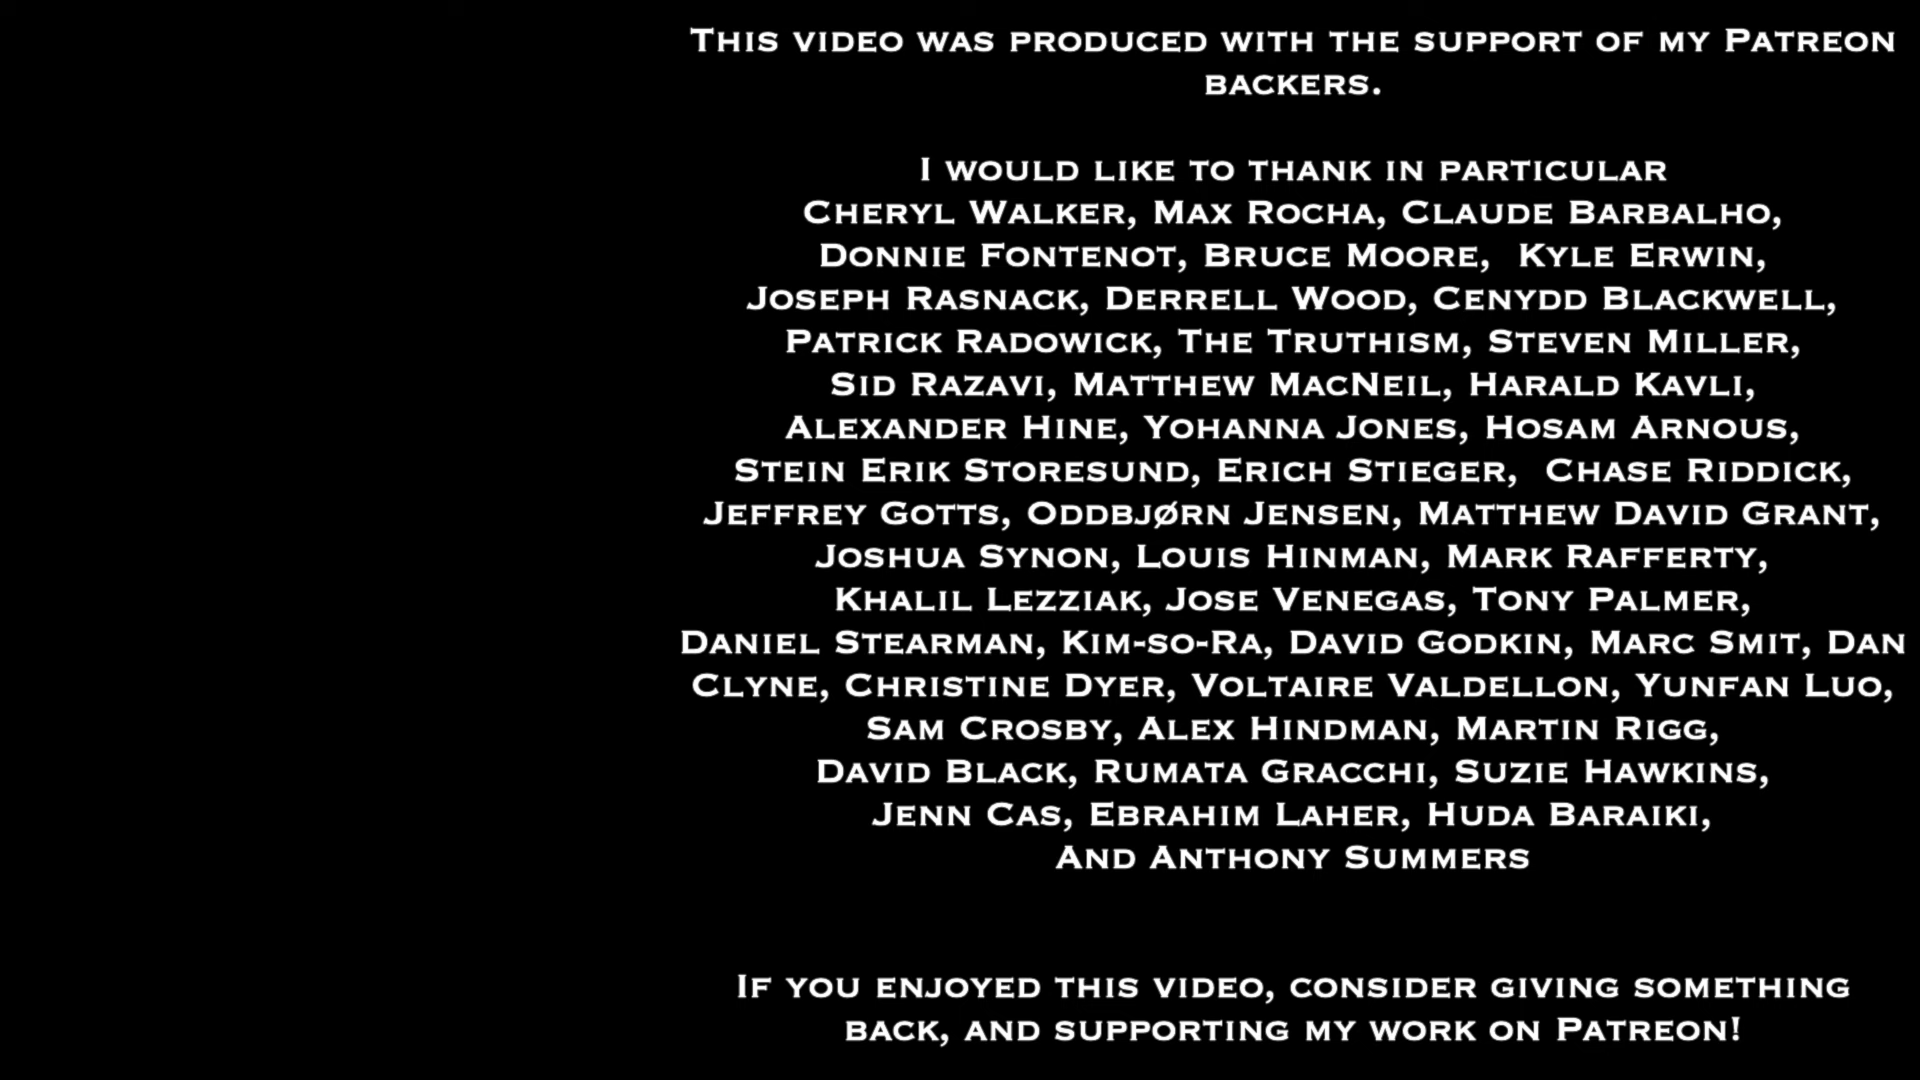 This video was produced with the support of my Patreon
backers.
I would like to thank in particular
Cheryl Walker, Max Rocha, Claude Barbalho,
Donnie Fontenot, Bruce Moore,  Kyle Erwin,
Joseph Rasnack, Derrell Wood, Cenydd Blackwell,
Patrick Radowick, The Truthism, Steven Miller,
Sid Razavi, Matthew MacNeil, Harald Kavli,
Alexander Hine, Yohanna Jones, Hosam Arnous,
Stein Erik Storesund, Erich Stieger,  Chase Riddick,
Jeffrey Gotts, Oddbjørn Jensen, Matthew David Grant,
Joshua Synon, Louis Hinman, Mark Rafferty,
Khalil Lezziak, Jose Venegas, Tony Palmer,
Daniel Stearman, Kim-so-Ra, David Godkin, Marc Smit, Dan
Clyne, Christine Dyer, Voltaire Valdellon, Yunfan Luo,
Sam Crosby, Alex Hindman, Martin Rigg,
David Black, Rumata Gracchi, Suzie Hawkins,
Jenn Cas, Ebrahim Laher, Huda Baraiki,
And Anthony Summers
If you enjoyed this video, consider giving something
back, and supporting my work on Patreon!